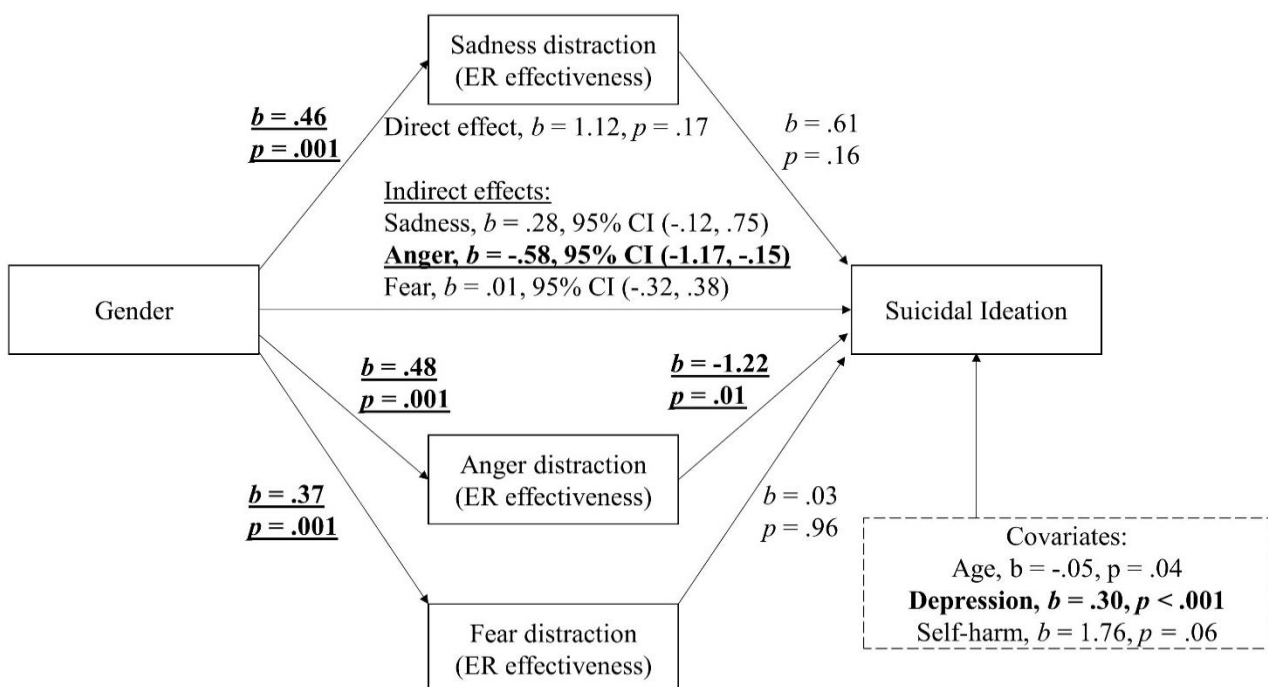 Sadness distraction
(ER effectiveness)
b = .46
p = .001
Direct effect, b = 1.12, p = .17
b = .61
p = .16
Indirect effects:
Sadness, b = .28, 95% CI (-.12, .75)
Anger, b = -.58, 95% CI (-1.17, -.15)
Fear, b = .01, 95% CI (-.32, .38)
Gender
Suicidal Ideation
b = .48
p = .001
b = -1.22
p = .01
Anger distraction
(ER effectiveness)
b = .37
p = .001
b = .03
p = .96
Covariates:
Age, b = -.05, p = .04
Depression, b = .30, p < .001
Self-harm, b = 1.76, p = .06
Fear distraction
(ER effectiveness)